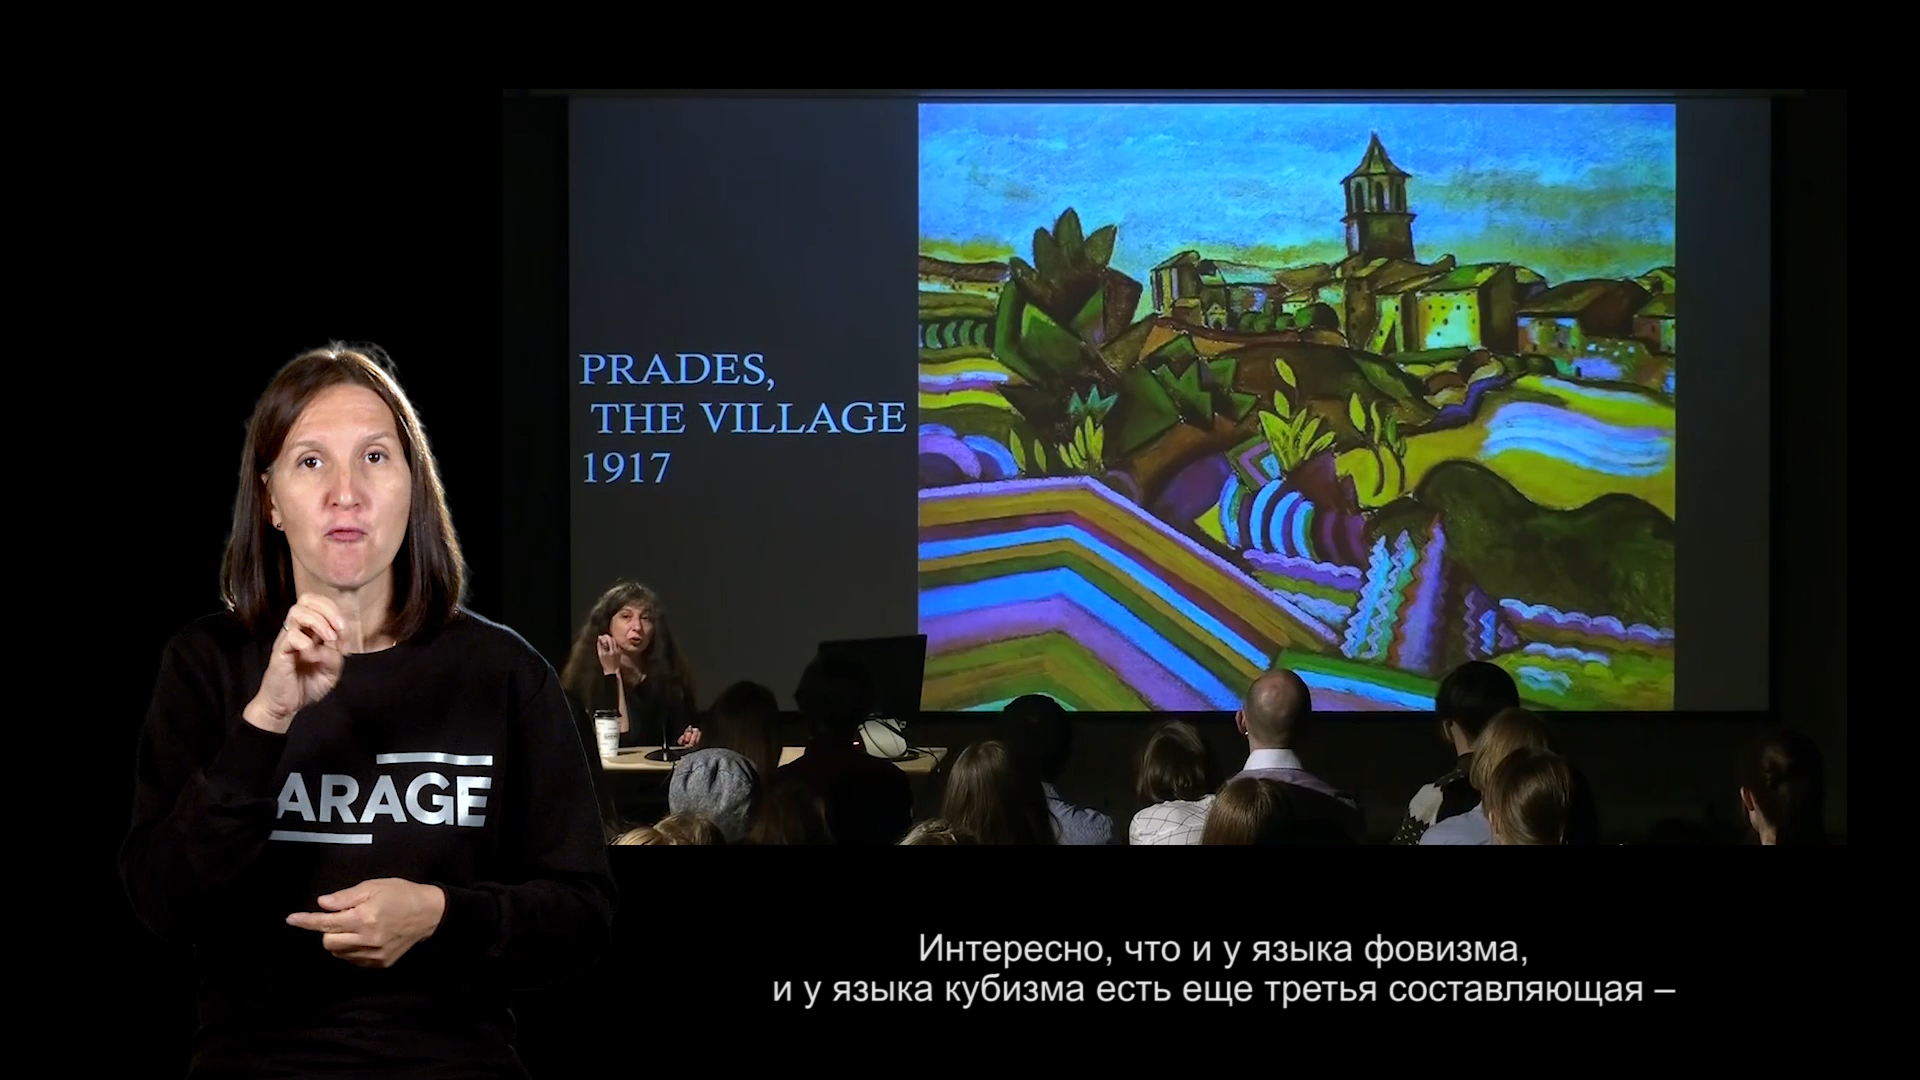 PRADES,
THE VILLAGE
1917
ARAGE
Интересно, что и у языка фовизма,
и у языка кубизма есть еще третья составляющая –